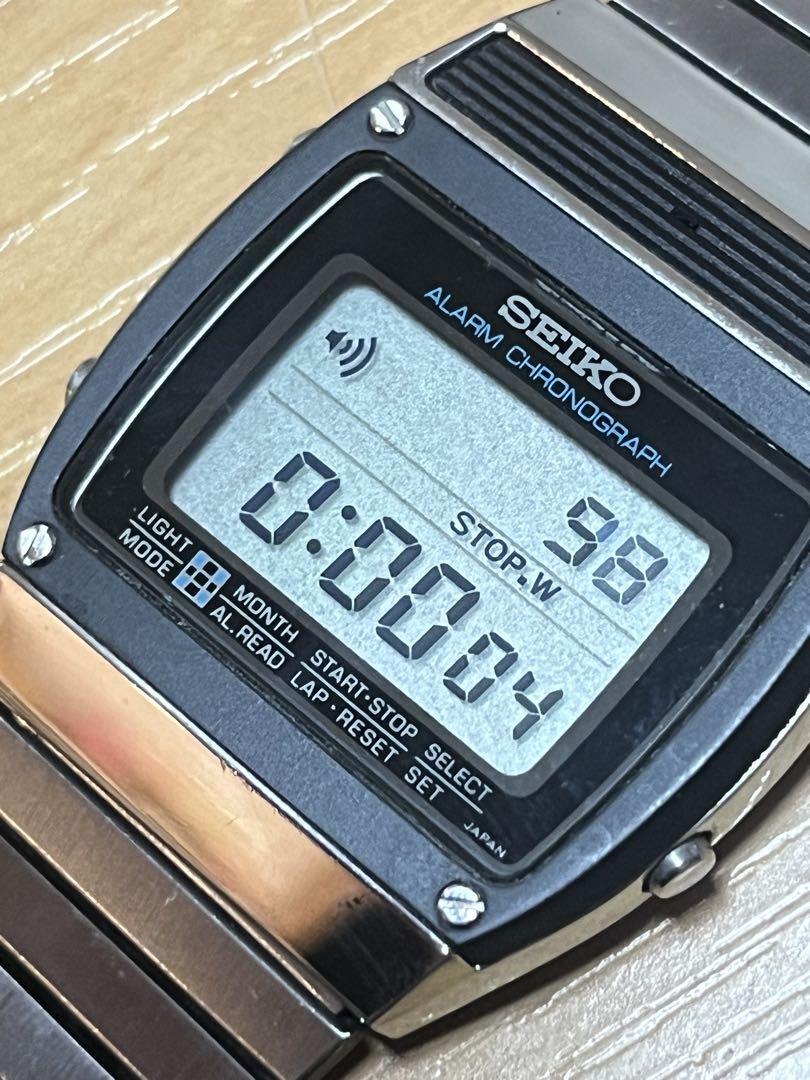 SEIKO
ALARM CHRONOGRAPH
98
STOP.W
0:00 04
LIGHT
MODE
MONTH
AL.READ
START·STOP
LAP·RESET
SELECT
SET
JAPAN